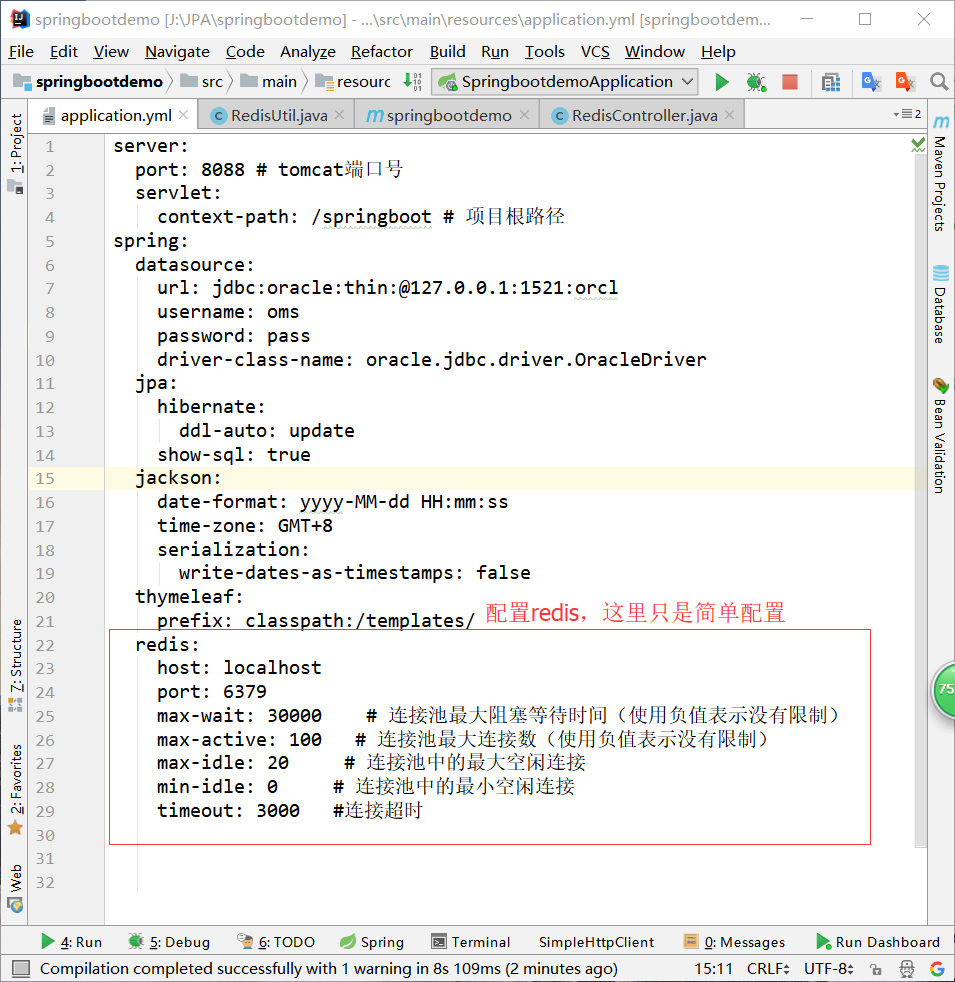 springbootdemo [J:\JPA\springbootdemo] - ...\src\main\resources\application.yml [springbootdem...
File Edit View Navigate Code Analyze Refactor Build Run Tools VCS Window Help
springbootdemo src main resourc SpringbootdemoApplication
application.yml RedisUtil.java springbootdemo RedisController.java 2
1: Project
7: Structure
2: Favorites
Web
1 server:
2 port: 8088 # tomcat端口号
3 servlet:
4 context-path: /springboot # 项目根路径
5 spring:
6 datasource:
7 url: jdbc:oracle:thin:@127.0.0.1:1521:orcl
8 username: oms
9 password: pass
10 driver-class-name: oracle.jdbc.driver.OracleDriver
11 jpa:
12 hibernate:
13 ddl-auto: update
14 show-sql: true
15 jackson:
16 date-format: yyyy-MM-dd HH:mm:ss
17 time-zone: GMT+8
18 serialization:
19 write-dates-as-timestamps: false
20 thymeleaf:
21 prefix: classpath:/templates/
配置redis，这里只是简单配置
22 redis:
23 host: localhost
24 port: 6379
25 max-wait: 30000 # 连接池最大阻塞等待时间（使用负值表示没有限制）
26 max-active: 100 # 连接池最大连接数（使用负值表示没有限制）
27 max-idle: 20 # 连接池中的最大空闲连接
28 min-idle: 0 # 连接池中的最小空闲连接
29 timeout: 3000 #连接超时
30
31
32
Maven Projects
Database
Bean Validation
75
4: Run 5: Debug 6: TODO Spring Terminal SimpleHttpClient 0: Messages Run Dashboard
Compilation completed successfully with 1 warning in 8s 109ms (2 minutes ago) 15:11 CRLF UTF-8